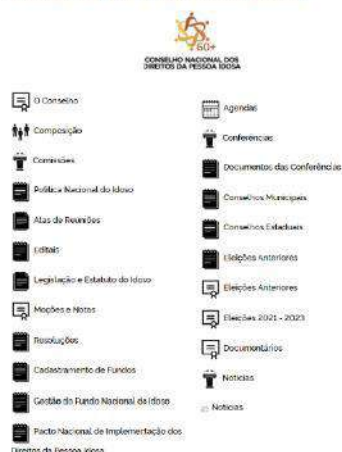 60+
CONSELHO NACIONAL DOS
DIREITOS DA PESSOA IDOSA
O Conselho
Composição
Comissões
Política Nacional do Idoso
Atas de Reuniões
Editais
Legislação e Estatuto do Idoso
Moções e Notas
Resoluções
Cadastramento de Fundos
Gestão do Fundo Nacional do Idoso
Pacto Nacional de Implementação dos
Direitos da Pessoa Idosa
Agendas
Conferências
Documentos das Conferências
Conselhos Municipais
Conselhos Estaduais
Eleições Anteriores
Eleições Anteriores
Eleições 2021 - 2023
Documentários
Notícias
Notícias